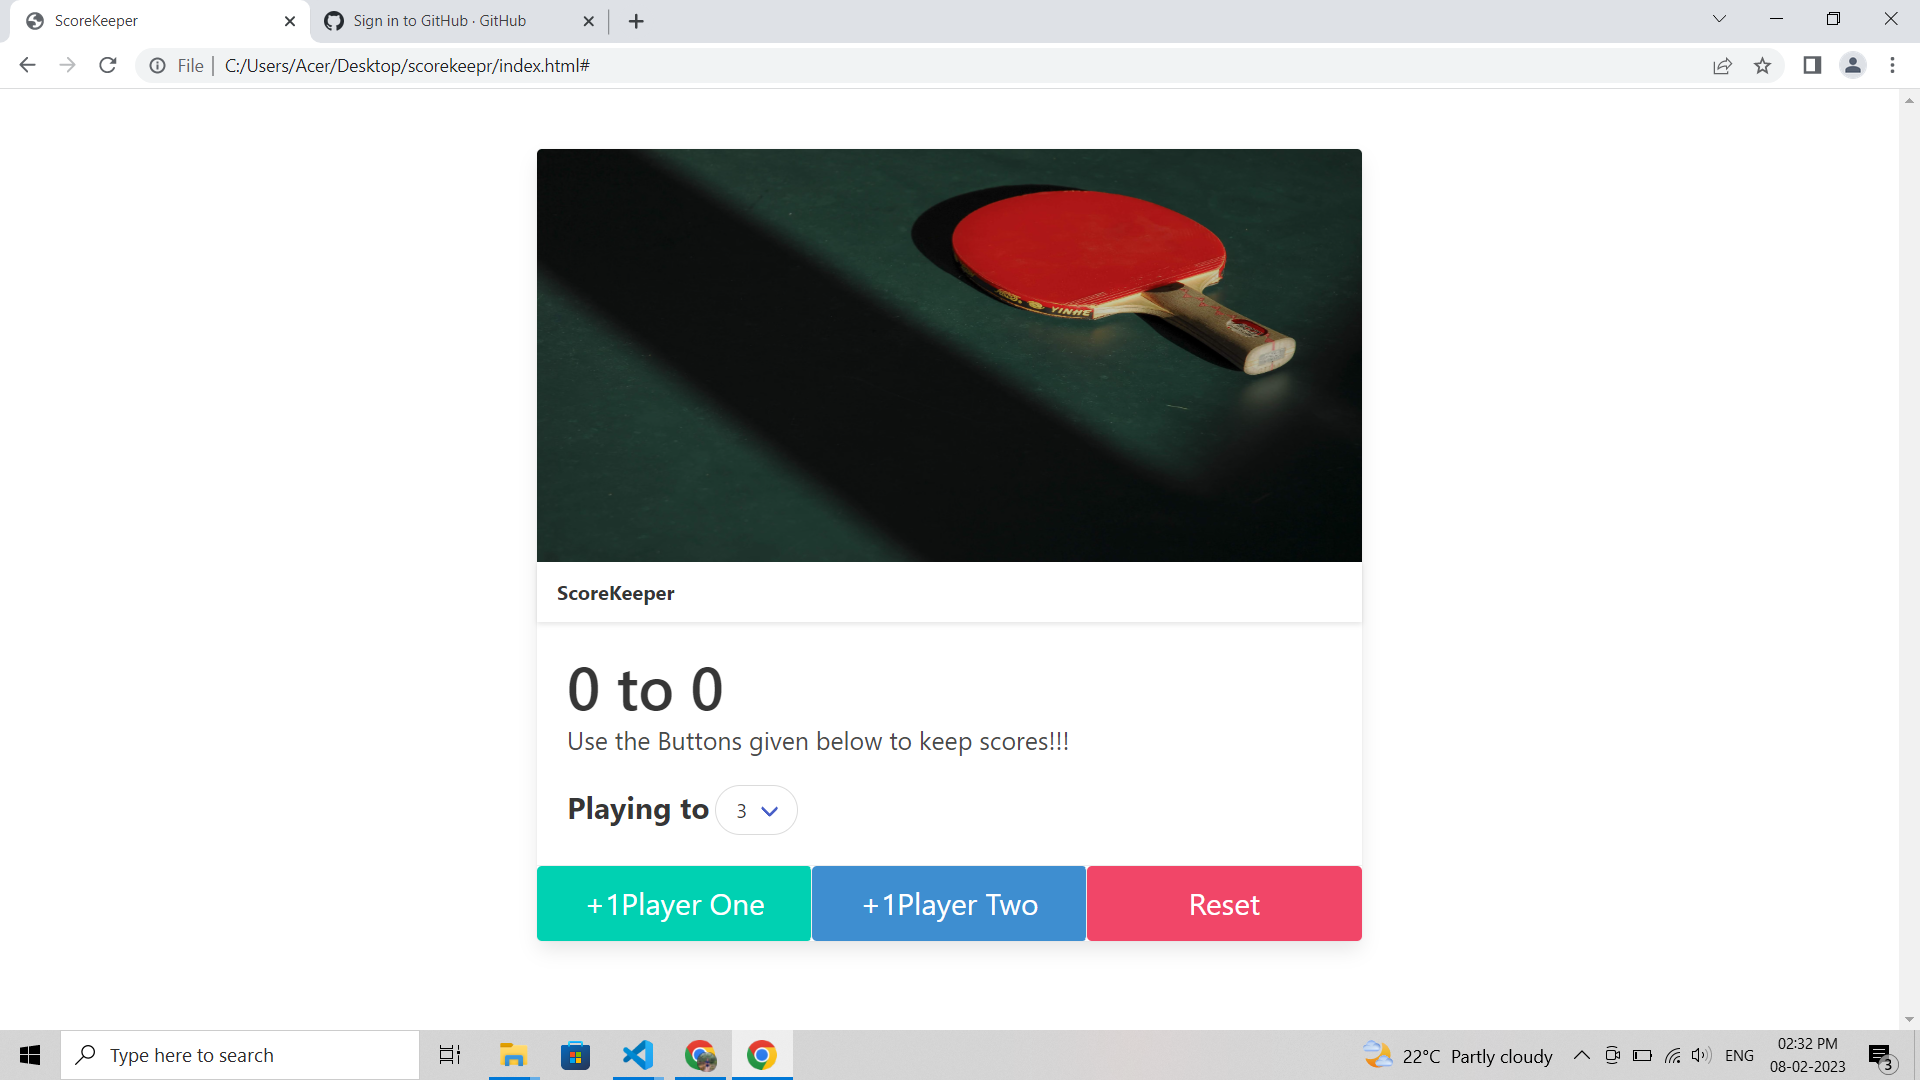 ScoreKeeper
Sign in to GitHub · GitHub
File
C:/Users/Acer/Desktop/scorekeepr/index.html#
YINHE
ScoreKeeper
0 to 0
Use the Buttons given below to keep scores!!!
Playing to 3
+1Player One
+1Player Two
Reset
Type here to search
22°C Partly cloudy
ENG
02:32 PM
08-02-2023
3